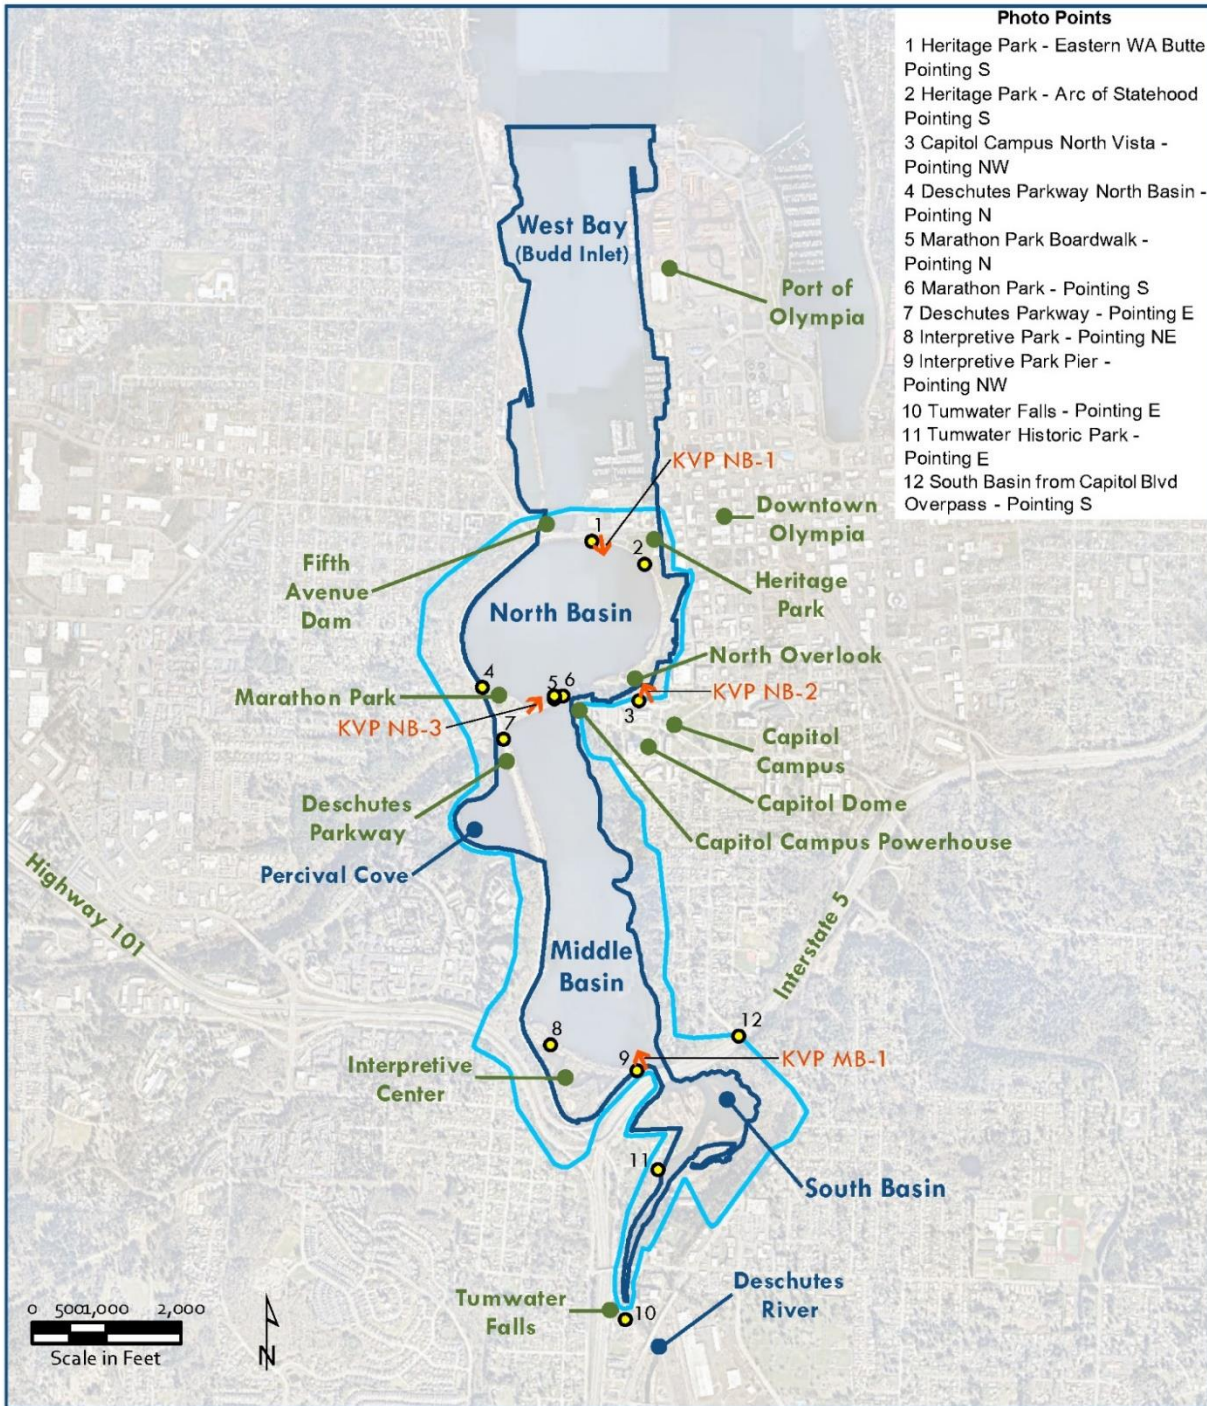 Photo Points
1 Heritage Park - Eastern WA Butte
Pointing S
2 Heritage Park - Arc of Statehood
Pointing S
3 Capitol Campus North Vista -
Pointing NW
4 Deschutes Parkway North Basin -
Pointing N
5 Marathon Park Boardwalk -
Pointing N
6 Marathon Park - Pointing S
7 Deschutes Parkway - Pointing E
8 Interpretive Park - Pointing NE
9 Interpretive Park Pier -
Pointing NW
10 Tumwater Falls - Pointing E
11 Tumwater Historic Park -
Pointing E
12 South Basin from Capitol Blvd
Overpass - Pointing S
West Bay
(Budd Inlet)
Port of
Olympia
KVP NB-1
Downtown
Olympia
1
2
Fifth
Avenue
Dam
Heritage
Park
North Basin
North Overlook
4
Marathon Park
5
6
KVP NB-2
3
KVP NB-3
7
Capitol
Campus
Capitol Dome
Deschutes
Parkway
Capitol Campus Powerhouse
Percival Cove
Highway 101
Interstate 5
Middle
Basin
12
8
9
KVP MB-1
Interpretive
Center
11
South Basin
Deschutes
River
Tumwater
Falls
10
0 500 1,000 2,000
Scale in Feet
N